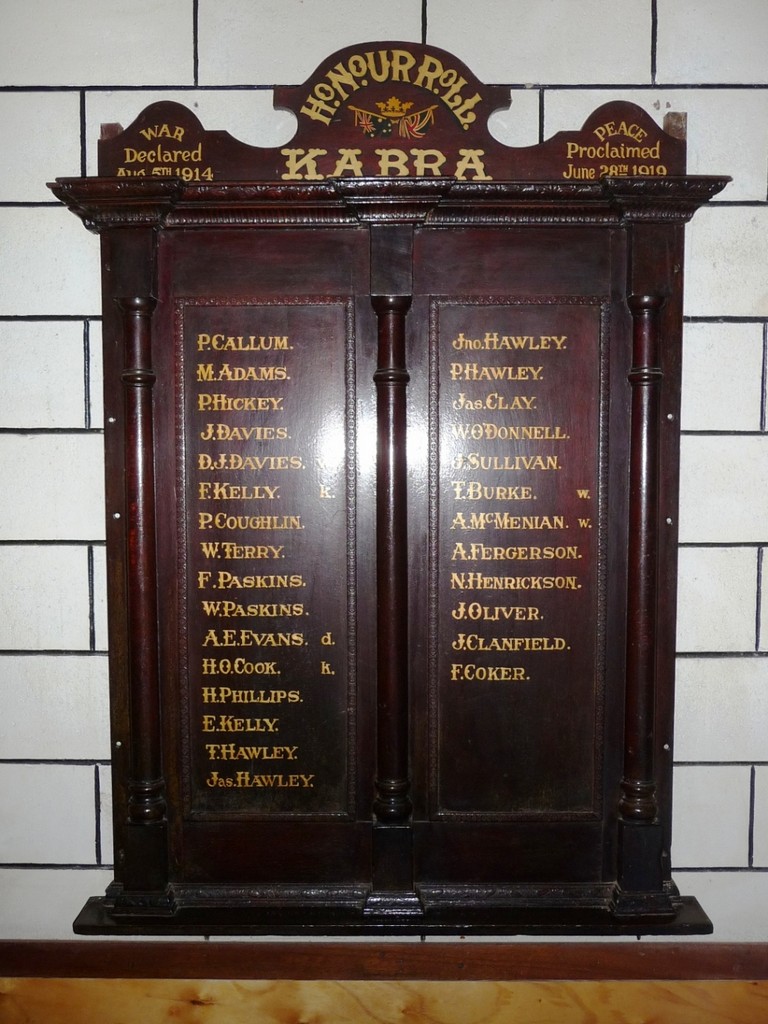 HONOUR ROLL.
WAR
Declared
Aug. 5TH 1914
KABRA
PEACE
Proclaimed
June 28TH 1919
P. CALLUM.
M. ADAMS.
P. HICKEY.
J. DAVIES.
D.J. DAVIES.
F. KELLY. k.
P. COUGHLIN.
W. TERRY.
F. PASKINS.
W. PASKINS.
A.E. EVANS. d.
H.O. COOK. k.
H. PHILLIPS.
E. KELLY.
T. HAWLEY.
Jas. HAWLEY.
Jno. HAWLEY.
P. HAWLEY.
Jas. CLAY.
W. O'DONNELL.
J. SULLIVAN.
T. BURKE. w.
A. McMENIAN. w.
A. FERGERSON.
N. HENRICKSON.
J. OLIVER.
J. CLANFIELD.
F. COKER.